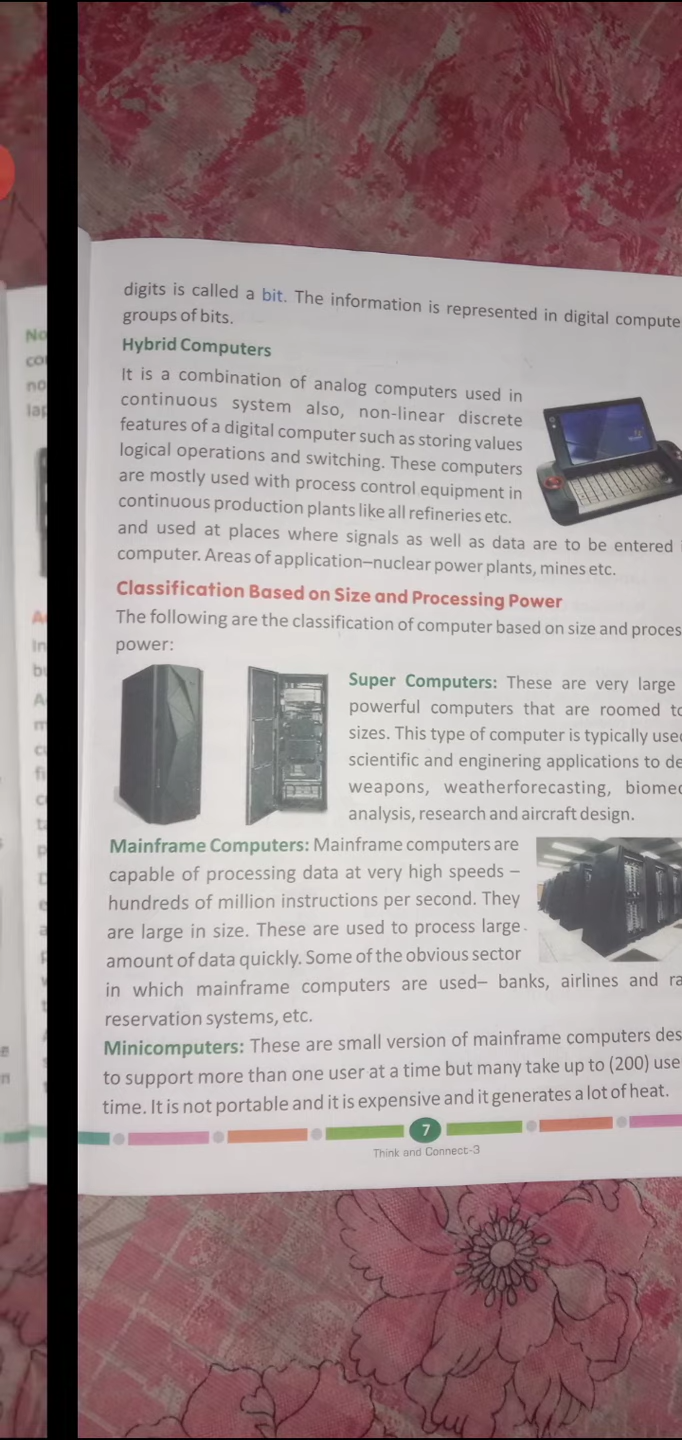 digits is called a bit. The information is represented in digital compute
groups of bits.
Hybrid Computers
It is a combination of analog computers used in
continuous system also, non-linear discrete
features of a digital computer such as storing values
logical operations and switching. These computers
are mostly used with process control equipment in
continuous production plants like all refineries etc.
and used at places where signals as well as data are to be entered
computer. Areas of application–nuclear power plants, mines etc.
Classification Based on Size and Processing Power
The following are the classification of computer based on size and proces
power:
Super Computers: These are very large
powerful computers that are roomed to
sizes. This type of computer is typically used
scientific and enginering applications to de
weapons, weatherforecasting, biomed
analysis, research and aircraft design.
Mainframe Computers: Mainframe computers are
capable of processing data at very high speeds –
hundreds of million instructions per second. They
are large in size. These are used to process large
amount of data quickly. Some of the obvious sector
in which mainframe computers are used– banks, airlines and ra
reservation systems, etc.
Minicomputers: These are small version of mainframe computers des
to support more than one user at a time but many take up to (200) use
time. It is not portable and it is expensive and it generates a lot of heat.
7
Think and Connect-3